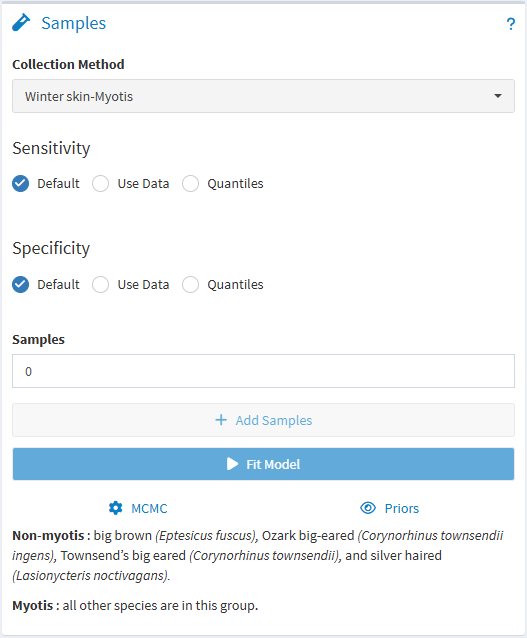 Samples ?
Collection Method
Winter skin-Myotis
Sensitivity
Default Use Data Quantiles
Specificity
Default Use Data Quantiles
Samples
0
+ Add Samples
Fit Model
MCMC Priors
Non-myotis : big brown (Eptesicus fuscus), Ozark big-eared (Corynorhinus townsendii
ingens), Townsend’s big eared (Corynorhinus townsendii), and silver haired
(Lasionycteris noctivagans).
Myotis : all other species are in this group.